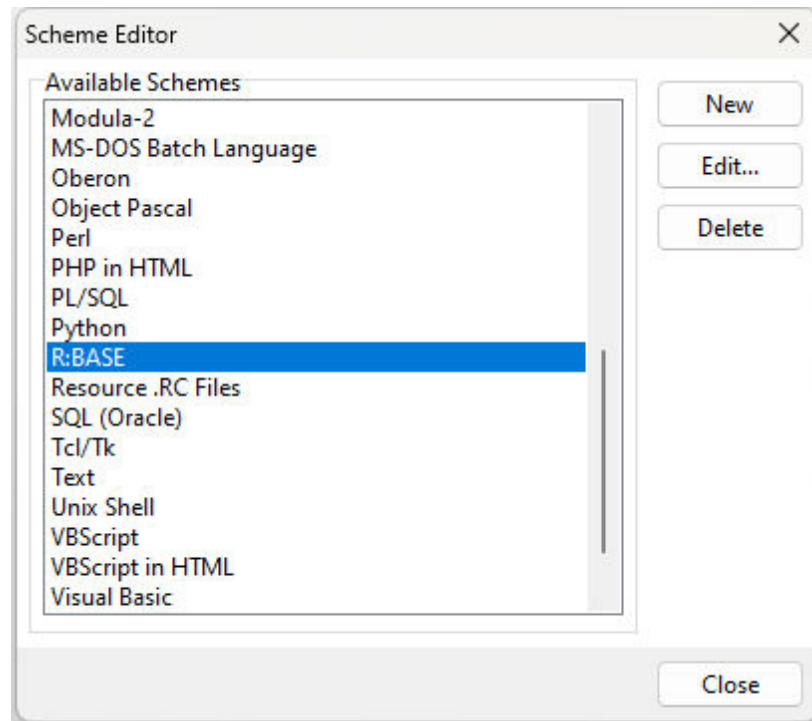 Scheme Editor
Available Schemes
Modula-2
MS-DOS Batch Language
Oberon
Object Pascal
Perl
PHP in HTML
PL/SQL
Python
R:BASE
Resource .RC Files
SQL (Oracle)
Tcl/Tk
Text
Unix Shell
VBScript
VBScript in HTML
Visual Basic
New
Edit...
Delete
Close